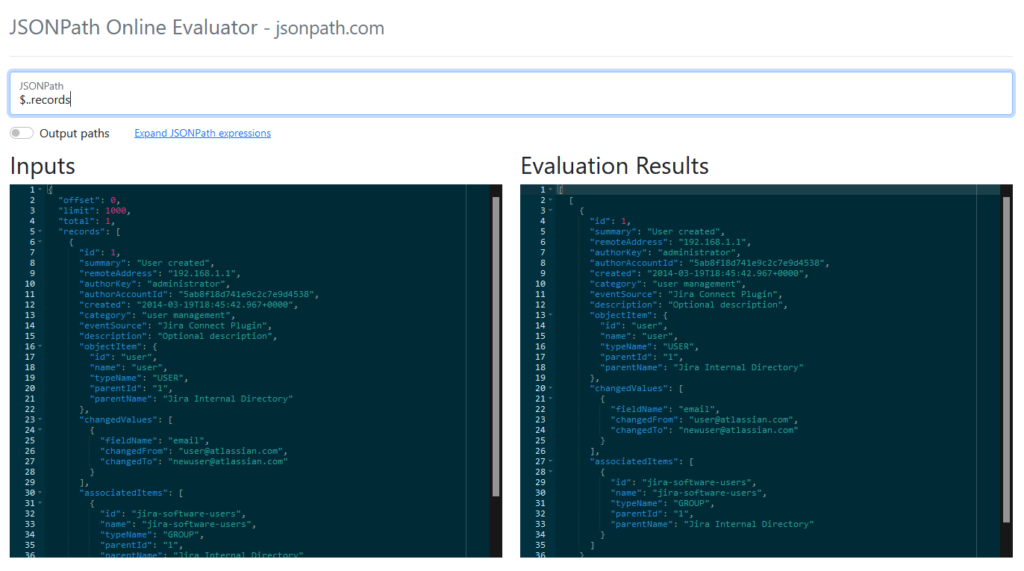 JSONPath Online Evaluator - jsonpath.com
JSONPath
$..records
Output paths
Expand JSONPath expressions
Inputs
1 {
2 "offset": 0,
3 "limit": 1000,
4 "total": 1,
5 "records": [
6 {
7 "id": 1,
8 "summary": "User created",
9 "remoteAddress": "192.168.1.1",
10 "authorKey": "administrator",
11 "authorAccountId": "5ab8f18d741e9c2c7e9d4538",
12 "created": "2014-03-19T18:45:42.967+0000",
13 "category": "user management",
14 "eventSource": "Jira Connect Plugin",
15 "description": "Optional description",
16 "objectItem": {
17 "id": "user",
18 "name": "user",
19 "typeName": "USER",
20 "parentId": "1",
21 "parentName": "Jira Internal Directory"
22 },
23 "changedValues": [
24 {
25 "fieldName": "email",
26 "changedFrom": "user@atlassian.com",
27 "changedTo": "newuser@atlassian.com"
28 }
29 ],
30 "associatedItems": [
31 {
32 "id": "jira-software-users",
33 "name": "jira-software-users",
34 "typeName": "GROUP",
35 "parentId": "1",
36 "parentName": "Jira Internal Directory"
Evaluation Results
1 [
2 [
3 {
4 "id": 1,
5 "summary": "User created",
6 "remoteAddress": "192.168.1.1",
7 "authorKey": "administrator",
8 "authorAccountId": "5ab8f18d741e9c2c7e9d4538",
9 "created": "2014-03-19T18:45:42.967+0000",
10 "category": "user management",
11 "eventSource": "Jira Connect Plugin",
12 "description": "Optional description",
13 "objectItem": {
14 "id": "user",
15 "name": "user",
16 "typeName": "USER",
17 "parentId": "1",
18 "parentName": "Jira Internal Directory"
19 },
20 "changedValues": [
21 {
22 "fieldName": "email",
23 "changedFrom": "user@atlassian.com",
24 "changedTo": "newuser@atlassian.com"
25 }
26 ],
27 "associatedItems": [
28 {
29 "id": "jira-software-users",
30 "name": "jira-software-users",
31 "typeName": "GROUP",
32 "parentId": "1",
33 "parentName": "Jira Internal Directory"
34 }
35 ]
36 }